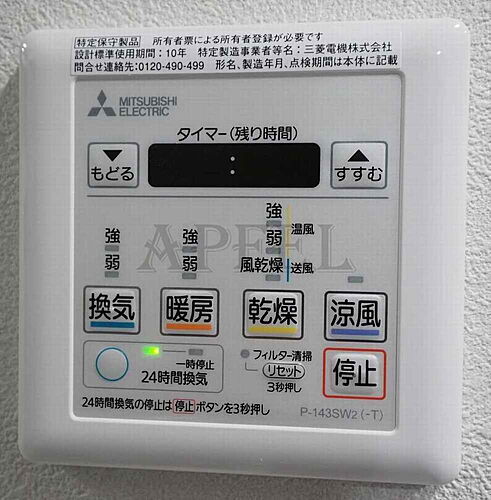 特定保守製品 所有者票による所有者登録が必要です
設計標準使用期間：10年 特定製造事業者等名：三菱電機株式会社
問合せ連絡先：0120-490-499 形名、製造年月、点検期間は本体に記載
MITSUBISHI
ELECTRIC
タイマー（残り時間）
▼
もどる
:
▲
すすむ
強
弱
強
弱
強
弱
風乾燥
温風
送風
APFEL
換気
暖房
乾燥
涼風
一時停止
24時間換気
フィルター清掃
リセット
3秒押し
停止
24時間換気の停止は停止ボタンを3秒押し
P-143SW2(-T)